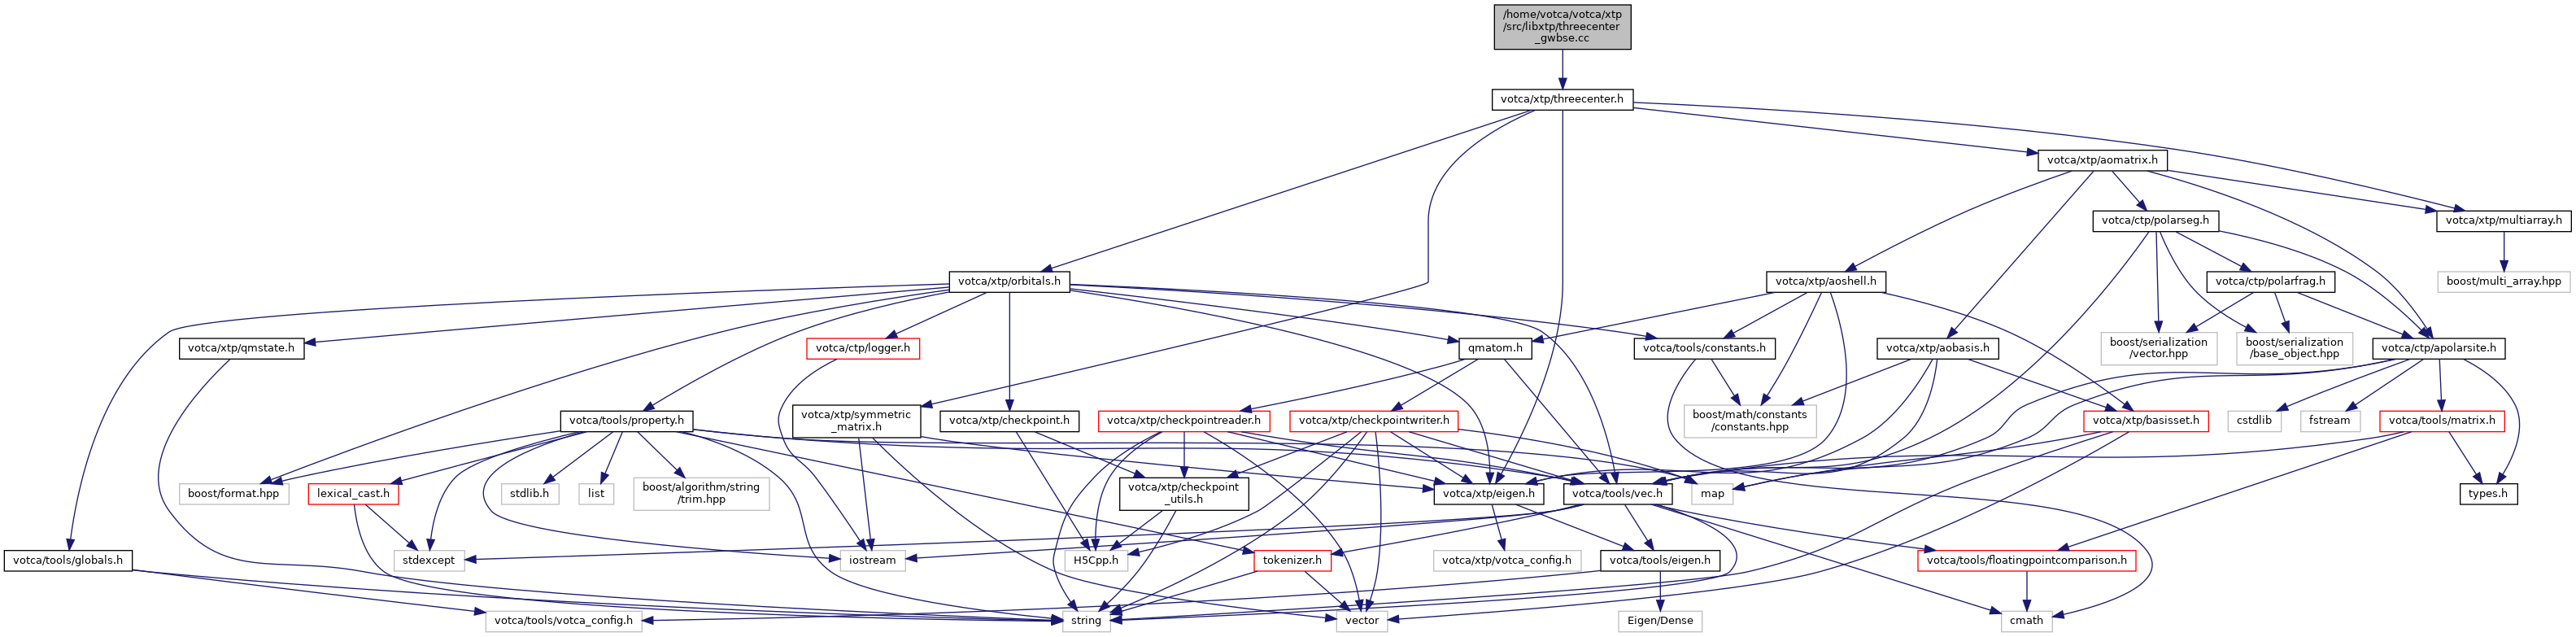 /home/votca/votca/xtp
/src/libxtp/threecenter
_gwbse.cc
votca/xtp/threecenter.h
votca/xtp/aomatrix.h
votca/ctp/polarseg.h
votca/xtp/multiarray.h
votca/xtp/orbitals.h
votca/xtp/aoshell.h
votca/ctp/polarfrag.h
boost/multi_array.hpp
votca/xtp/qmstate.h
votca/ctp/logger.h
qmatom.h
votca/tools/constants.h
votca/xtp/aobasis.h
boost/serialization
/vector.hpp
boost/serialization
/base_object.hpp
votca/ctp/apolarsite.h
votca/tools/property.h
votca/xtp/symmetric
_matrix.h
votca/xtp/checkpoint.h
votca/xtp/checkpointreader.h
votca/xtp/checkpointwriter.h
boost/math/constants
/constants.hpp
votca/xtp/basisset.h
cstdlib
fstream
votca/tools/matrix.h
boost/format.hpp
lexical_cast.h
stdlib.h
list
boost/algorithm/string
/trim.hpp
votca/xtp/checkpoint
_utils.h
votca/xtp/eigen.h
votca/tools/vec.h
map
types.h
votca/tools/globals.h
stdexcept
iostream
H5Cpp.h
tokenizer.h
votca/xtp/votca_config.h
votca/tools/eigen.h
votca/tools/floatingpointcomparison.h
votca/tools/votca_config.h
string
vector
Eigen/Dense
cmath